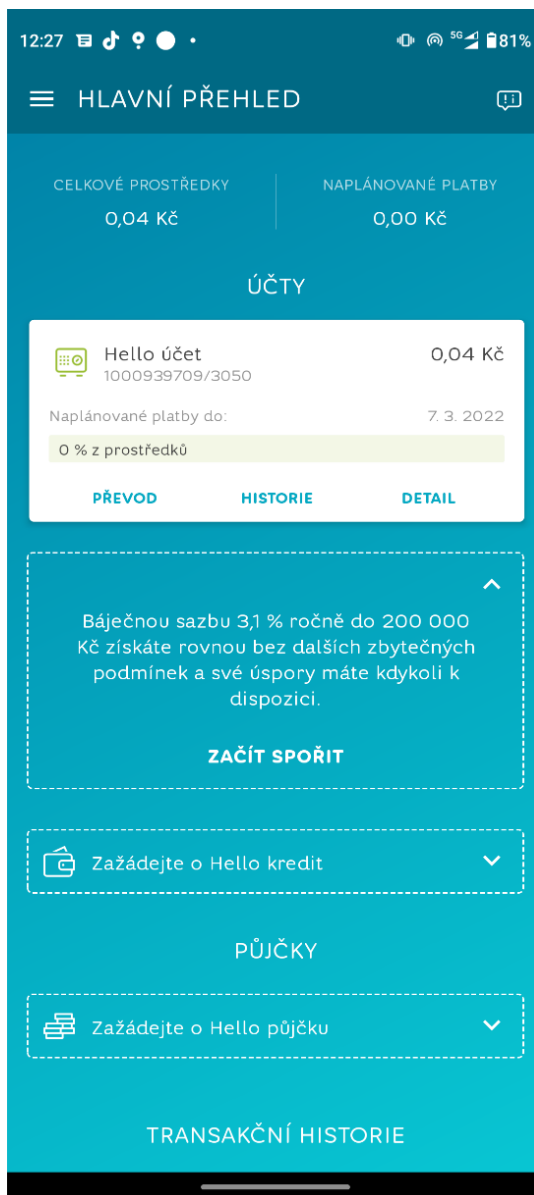 12:27
5G
81%
HLAVNÍ PŘEHLED
CELKOVÉ PROSTŘEDKY
NAPLÁNOVANÉ PLATBY
0,04 Kč
0,00 Kč
ÚČTY
Hello účet
0,04 Kč
1000939709/3050
Naplánované platby do:
7. 3. 2022
0 % z prostředků
PŘEVOD
HISTORIE
DETAIL
Báječnou sazbu 3,1 % ročně do 200 000
Kč získáte rovnou bez dalších zbytečných
podmínek a své úspory máte kdykoli k
dispozici.
ZAČÍT SPOŘIT
Zažádejte o Hello kredit
PŮJČKY
Zažádejte o Hello půjčku
TRANSAKČNÍ HISTORIE